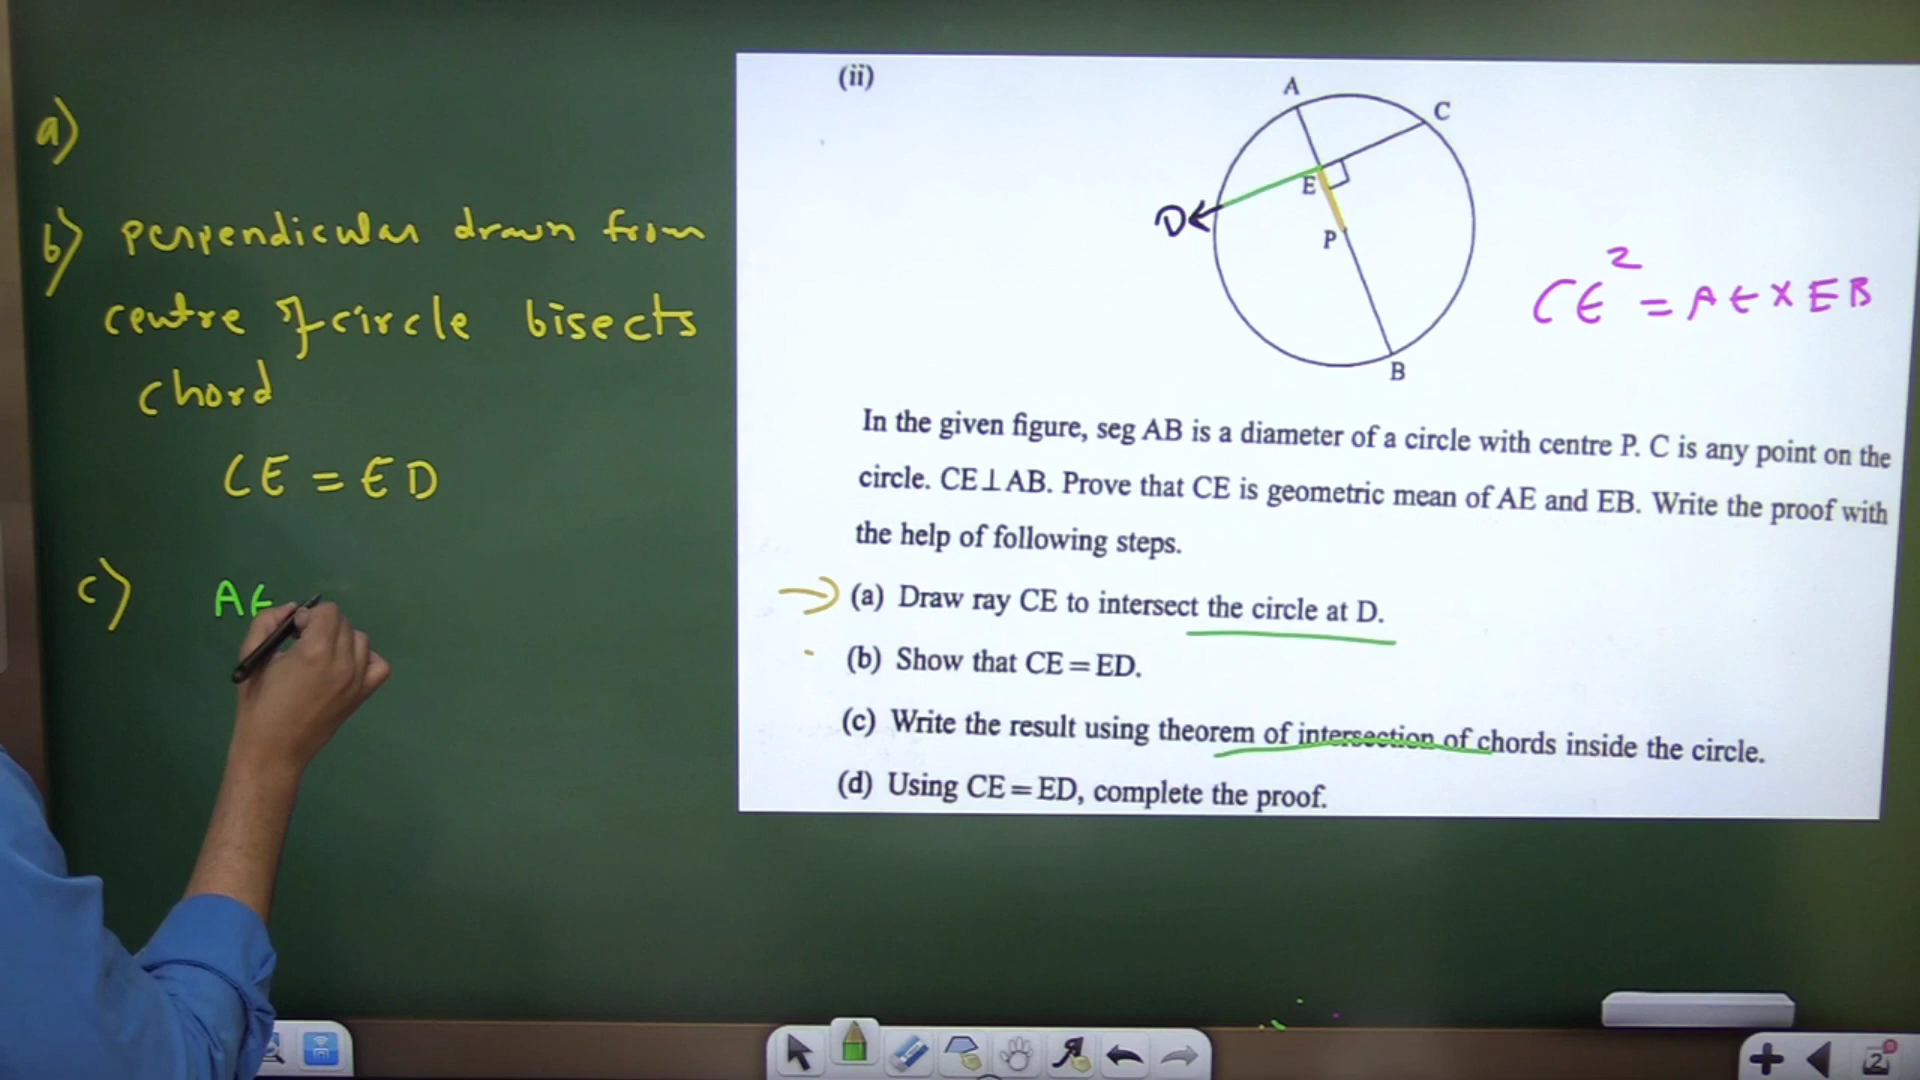 a)
b) perpendicular drawn from
centre of circle bisects
chord
CE = ED
c) AE
(ii)
A
C
E
D
P
B
CE² = AE × EB
In the given figure, seg AB is a diameter of a circle with centre P. C is any point on the
circle. CE⊥AB. Prove that CE is geometric mean of AE and EB. Write the proof with
the help of following steps.
(a) Draw ray CE to intersect the circle at D.
(b) Show that CE=ED.
(c) Write the result using theorem of intersection of chords inside the circle.
(d) Using CE=ED, complete the proof.
2